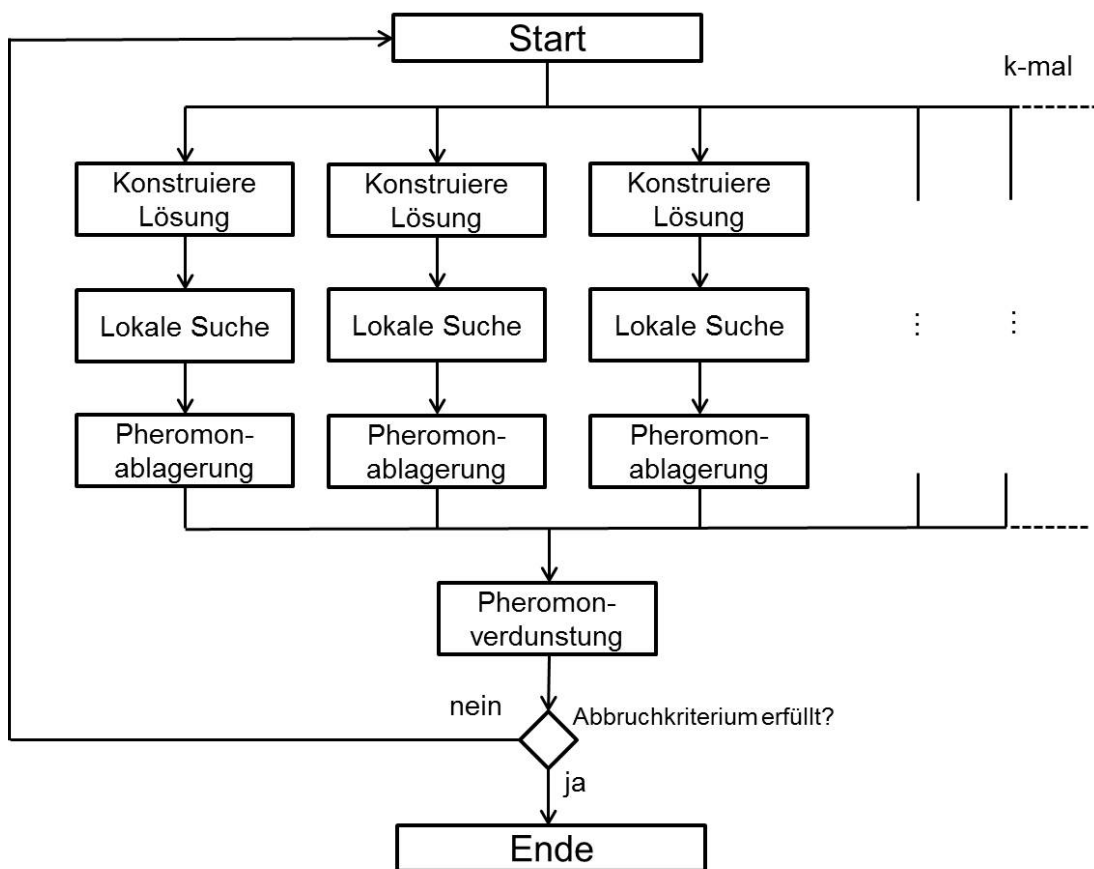 Start
k-mal
Konstruiere
Lösung
Konstruiere
Lösung
Konstruiere
Lösung
Lokale Suche
Lokale Suche
Lokale Suche
Pheromon-
ablagerung
Pheromon-
ablagerung
Pheromon-
ablagerung
Pheromon-
verdunstung
nein
Abbruchkriterium erfüllt?
ja
Ende